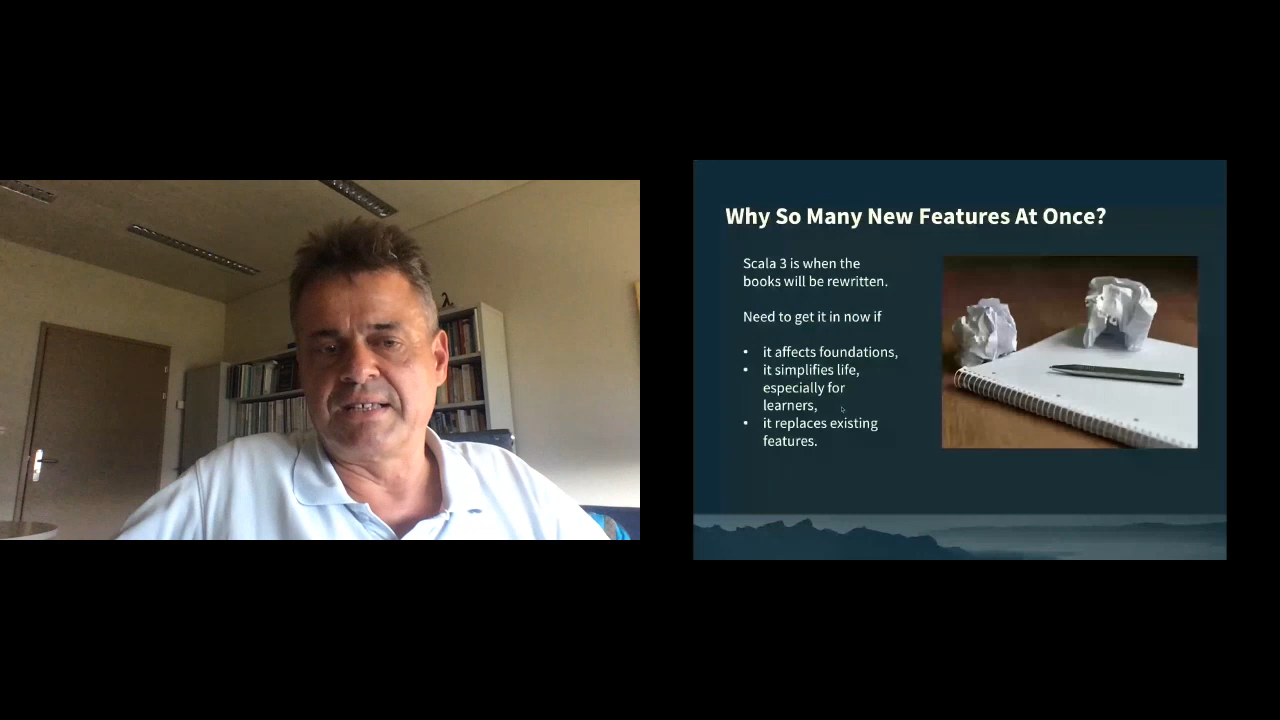 λ
Why So Many New Features At Once?
Scala 3 is when the
books will be rewritten.
Need to get it in now if
• it affects foundations,
• it simplifies life,
especially for
learners,
• it replaces existing
features.